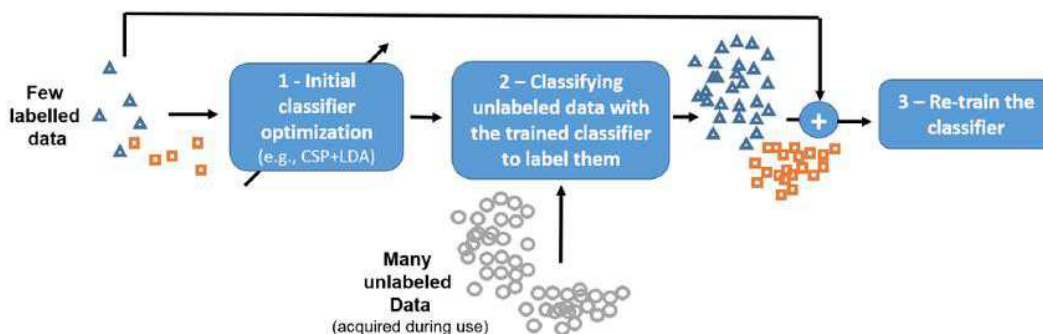 Few
labelled
data
1 - Initial
classifier
optimization
(e.g., CSP+LDA)
2 – Classifying
unlabeled data with
the trained classifier
to label them
+
3 – Re-train the
classifier
Many
unlabeled
Data
(acquired during use)